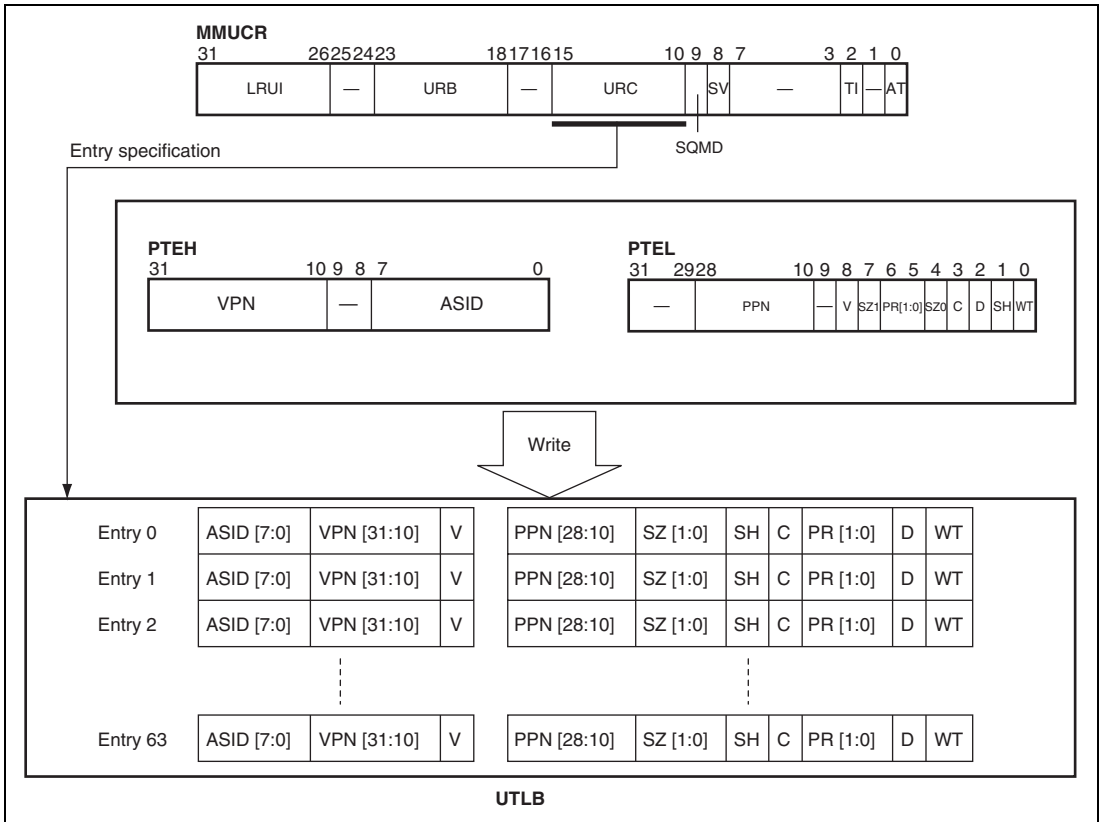 MMUCR
31 26 25 24 23 18 17 16 15 10 9 8 7 3 2 1 0
LRUI — URB — URC SV — TI — AT
SQMD
Entry specification
PTEH
31 10 9 8 7 0
VPN — ASID
PTEL
31 29 28 10 9 8 7 6 5 4 3 2 1 0
— PPN — V SZ1 PR[1:0] SZ0 C D SH WT
Write
Entry 0 ASID [7:0] VPN [31:10] V PPN [28:10] SZ [1:0] SH C PR [1:0] D WT
Entry 1 ASID [7:0] VPN [31:10] V PPN [28:10] SZ [1:0] SH C PR [1:0] D WT
Entry 2 ASID [7:0] VPN [31:10] V PPN [28:10] SZ [1:0] SH C PR [1:0] D WT
Entry 63 ASID [7:0] VPN [31:10] V PPN [28:10] SZ [1:0] SH C PR [1:0] D WT
UTLB